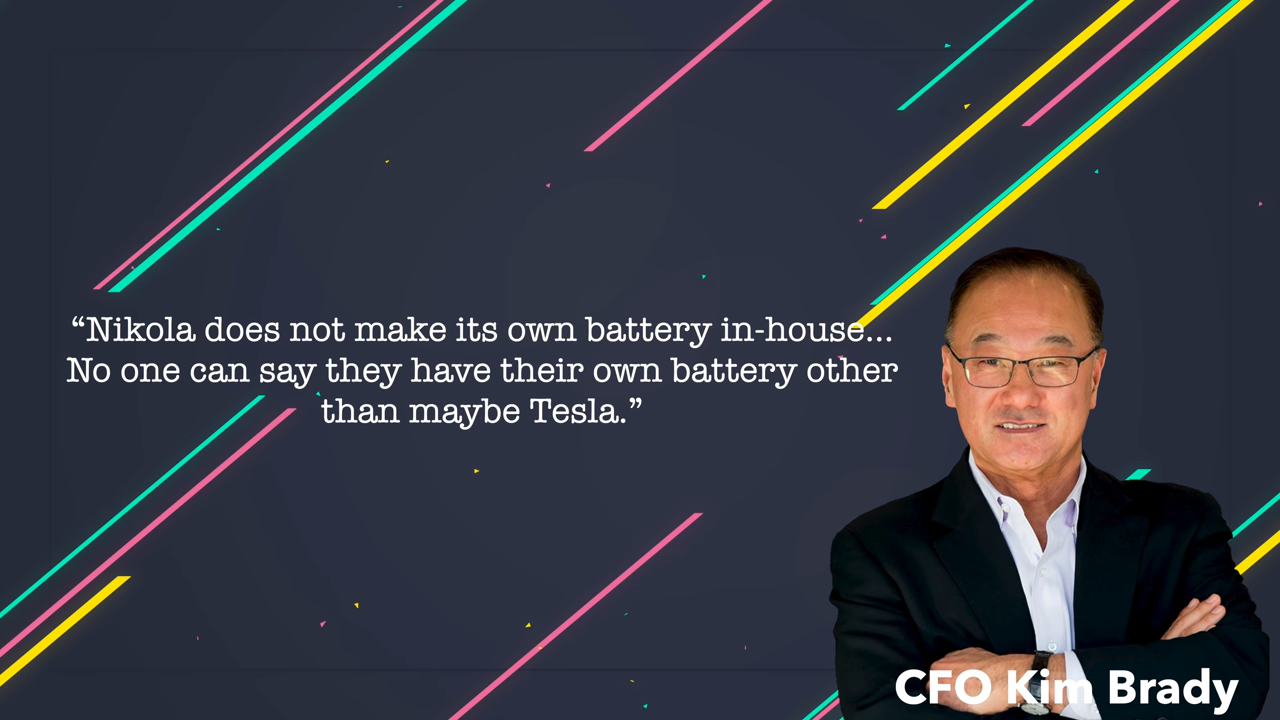 “Nikola does not make its own battery in-house...
No one can say they have their own battery other
than maybe Tesla.”
CFO Kim Brady